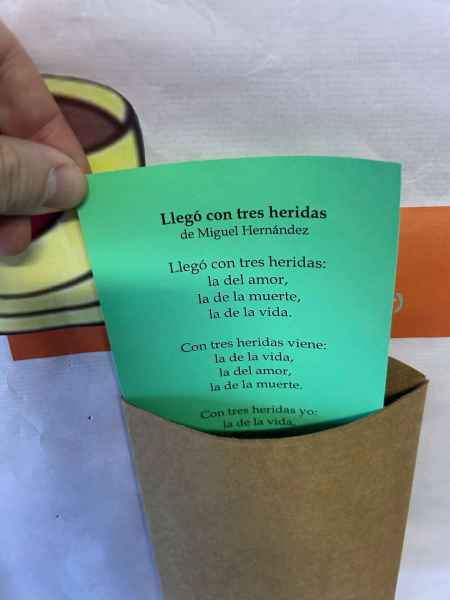 Llegó con tres heridas
de Miguel Hernández
Llegó con tres heridas:
la del amor,
la de la muerte,
la de la vida.
Con tres heridas viene:
la de la vida,
la del amor,
la de la muerte.
Con tres heridas yo:
la de la vida,